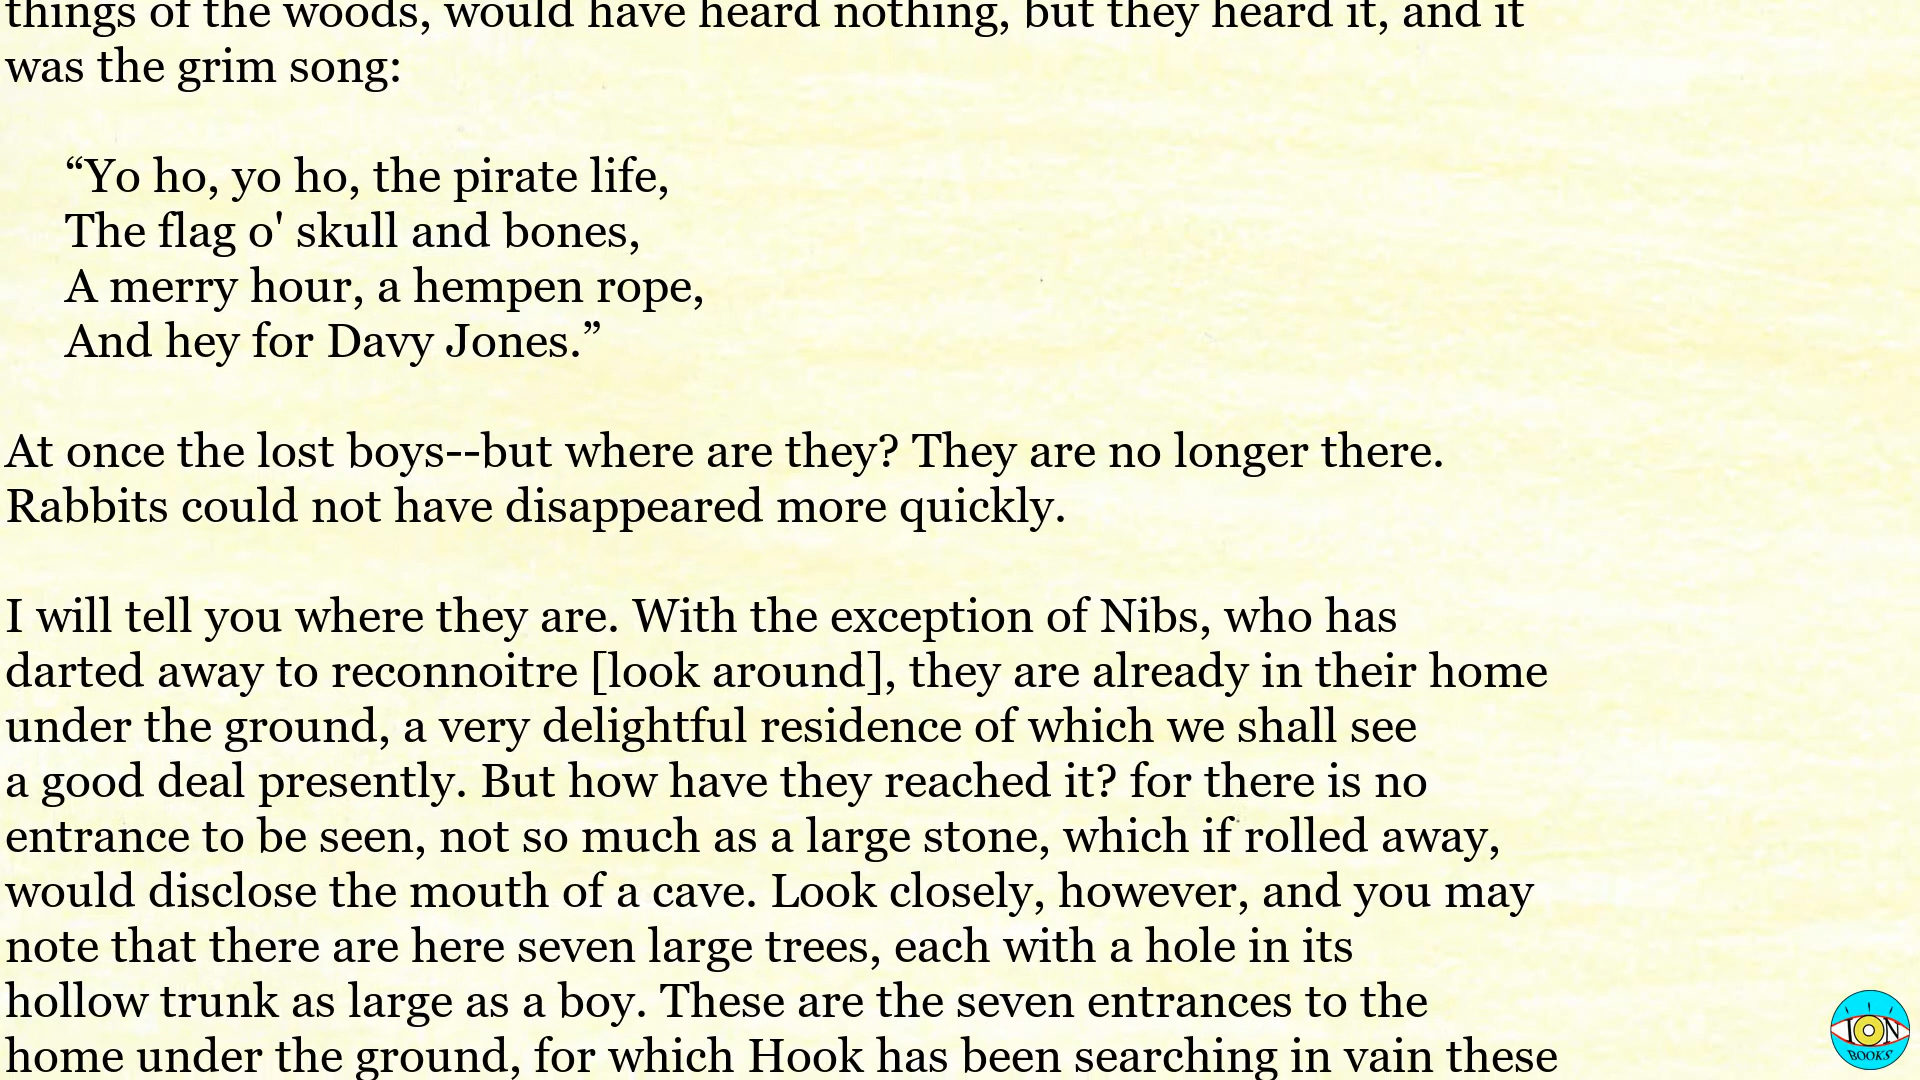 things of the woods, would have heard nothing, but they heard it, and it
was the grim song:
“Yo ho, yo ho, the pirate life,
The flag o' skull and bones,
A merry hour, a hempen rope,
And hey for Davy Jones.”
At once the lost boys--but where are they? They are no longer there.
Rabbits could not have disappeared more quickly.
I will tell you where they are. With the exception of Nibs, who has
darted away to reconnoitre [look around], they are already in their home
under the ground, a very delightful residence of which we shall see
a good deal presently. But how have they reached it? for there is no
entrance to be seen, not so much as a large stone, which if rolled away,
would disclose the mouth of a cave. Look closely, however, and you may
note that there are here seven large trees, each with a hole in its
hollow trunk as large as a boy. These are the seven entrances to the
home under the ground, for which Hook has been searching in vain these
ION
BOOKS